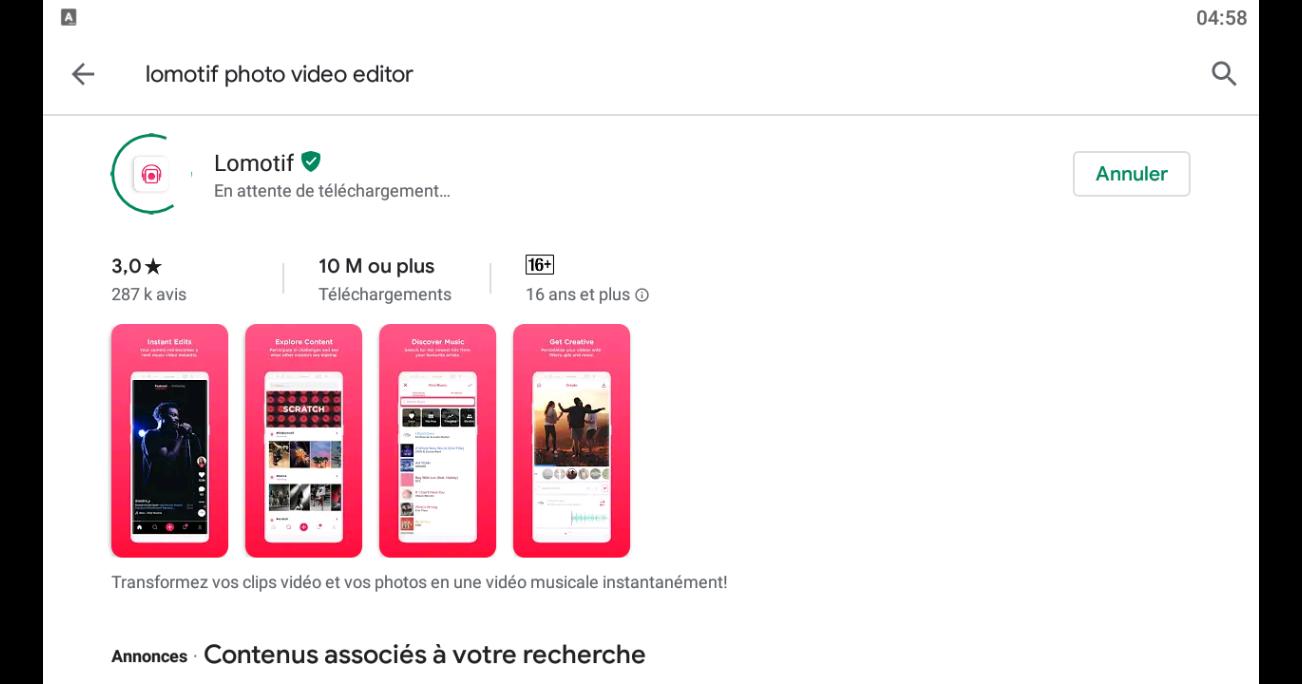 A
04:58
lomotif photo video editor
Lomotif
En attente de téléchargement...
Annuler
3,0★
287 k avis
10 M ou plus
Téléchargements
16+
16 ans et plus
Instant Edits
Explore Content
Discover Music
Get Creative
SCRATCH
Transformez vos clips vidéo et vos photos en une vidéo musicale instantanément!
Annonces · Contenus associés à votre recherche